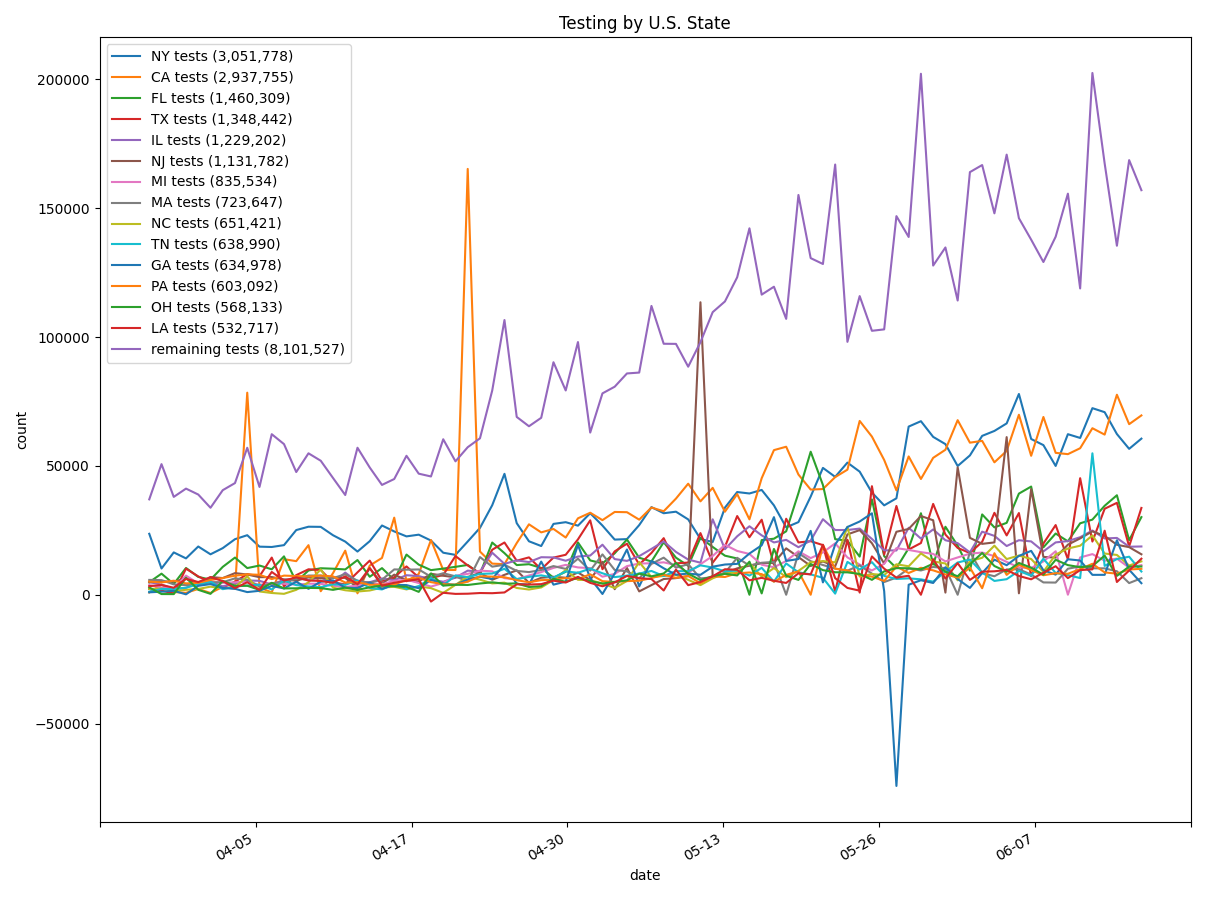 Testing by U.S. State
NY tests (3,051,778)
CA tests (2,937,755)
FL tests (1,460,309)
TX tests (1,348,442)
IL tests (1,229,202)
NJ tests (1,131,782)
MI tests (835,534)
MA tests (723,647)
NC tests (651,421)
TN tests (638,990)
GA tests (634,978)
PA tests (603,092)
OH tests (568,133)
LA tests (532,717)
remaining tests (8,101,527)
200000
150000
100000
50000
0
−50000
count
04-05
04-17
04-30
05-13
05-26
06-07
date